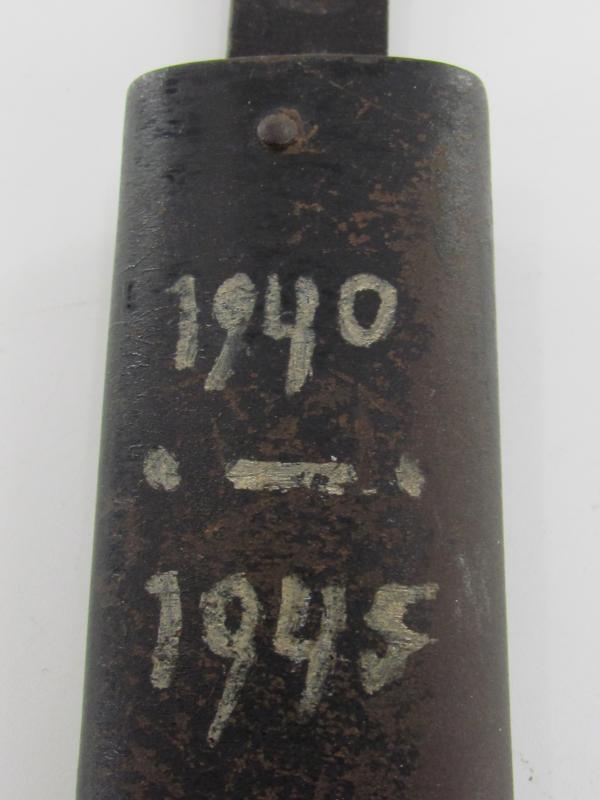 1940
. — .
1945